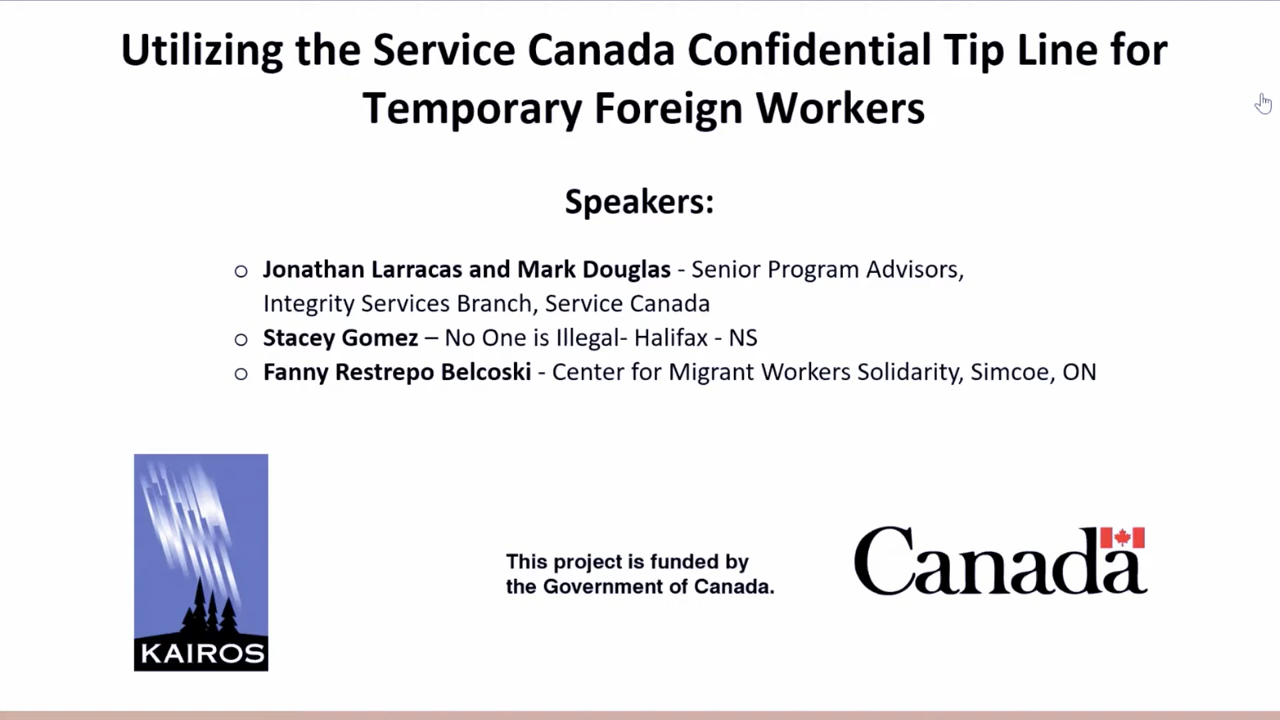 Utilizing the Service Canada Confidential Tip Line for
Temporary Foreign Workers
Speakers:
○ Jonathan Larracas and Mark Douglas - Senior Program Advisors,
Integrity Services Branch, Service Canada
○ Stacey Gomez – No One is Illegal- Halifax - NS
○ Fanny Restrepo Belcoski - Center for Migrant Workers Solidarity, Simcoe, ON
KAIROS
This project is funded by
the Government of Canada.
Canada